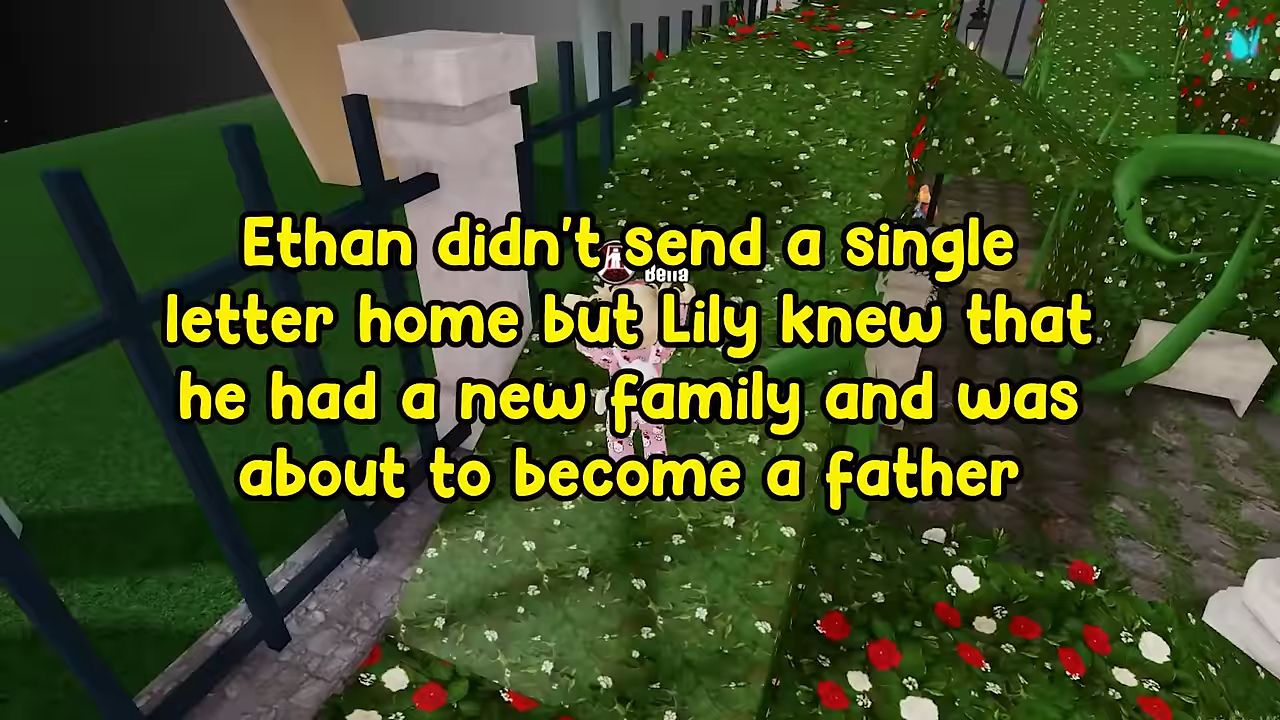 Ethan didn't send a single
Bella
letter home but Lily knew that
he had a new family and was
about to become a father